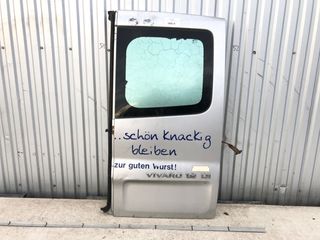 ...schön knackig
bleiben
zur guten Wurst!
VIVARO